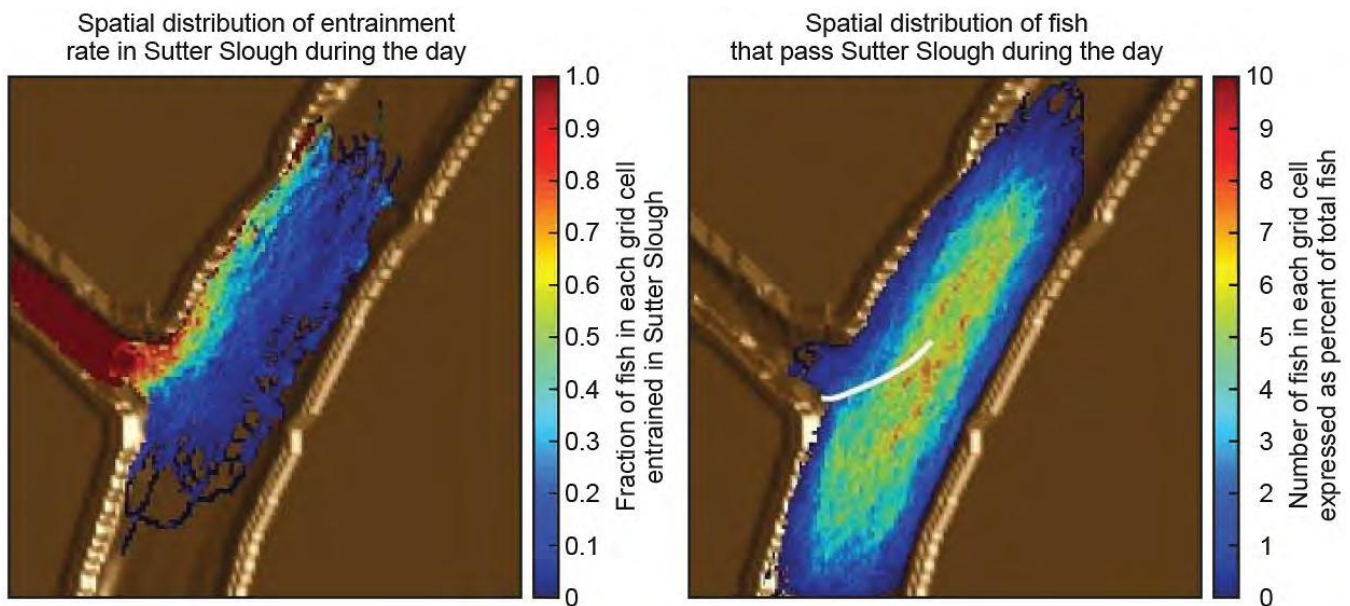 Spatial distribution of entrainment
rate in Sutter Slough during the day
1.0
0.9
0.8
0.7
0.6
0.5
0.4
0.3
0.2
0.1
0
Fraction of fish in each grid cell
entrained in Sutter Slough
Spatial distribution of fish
that pass Sutter Slough during the day
10
9
8
7
6
5
4
3
2
1
0
Number of fish in each grid cell
expressed as percent of total fish